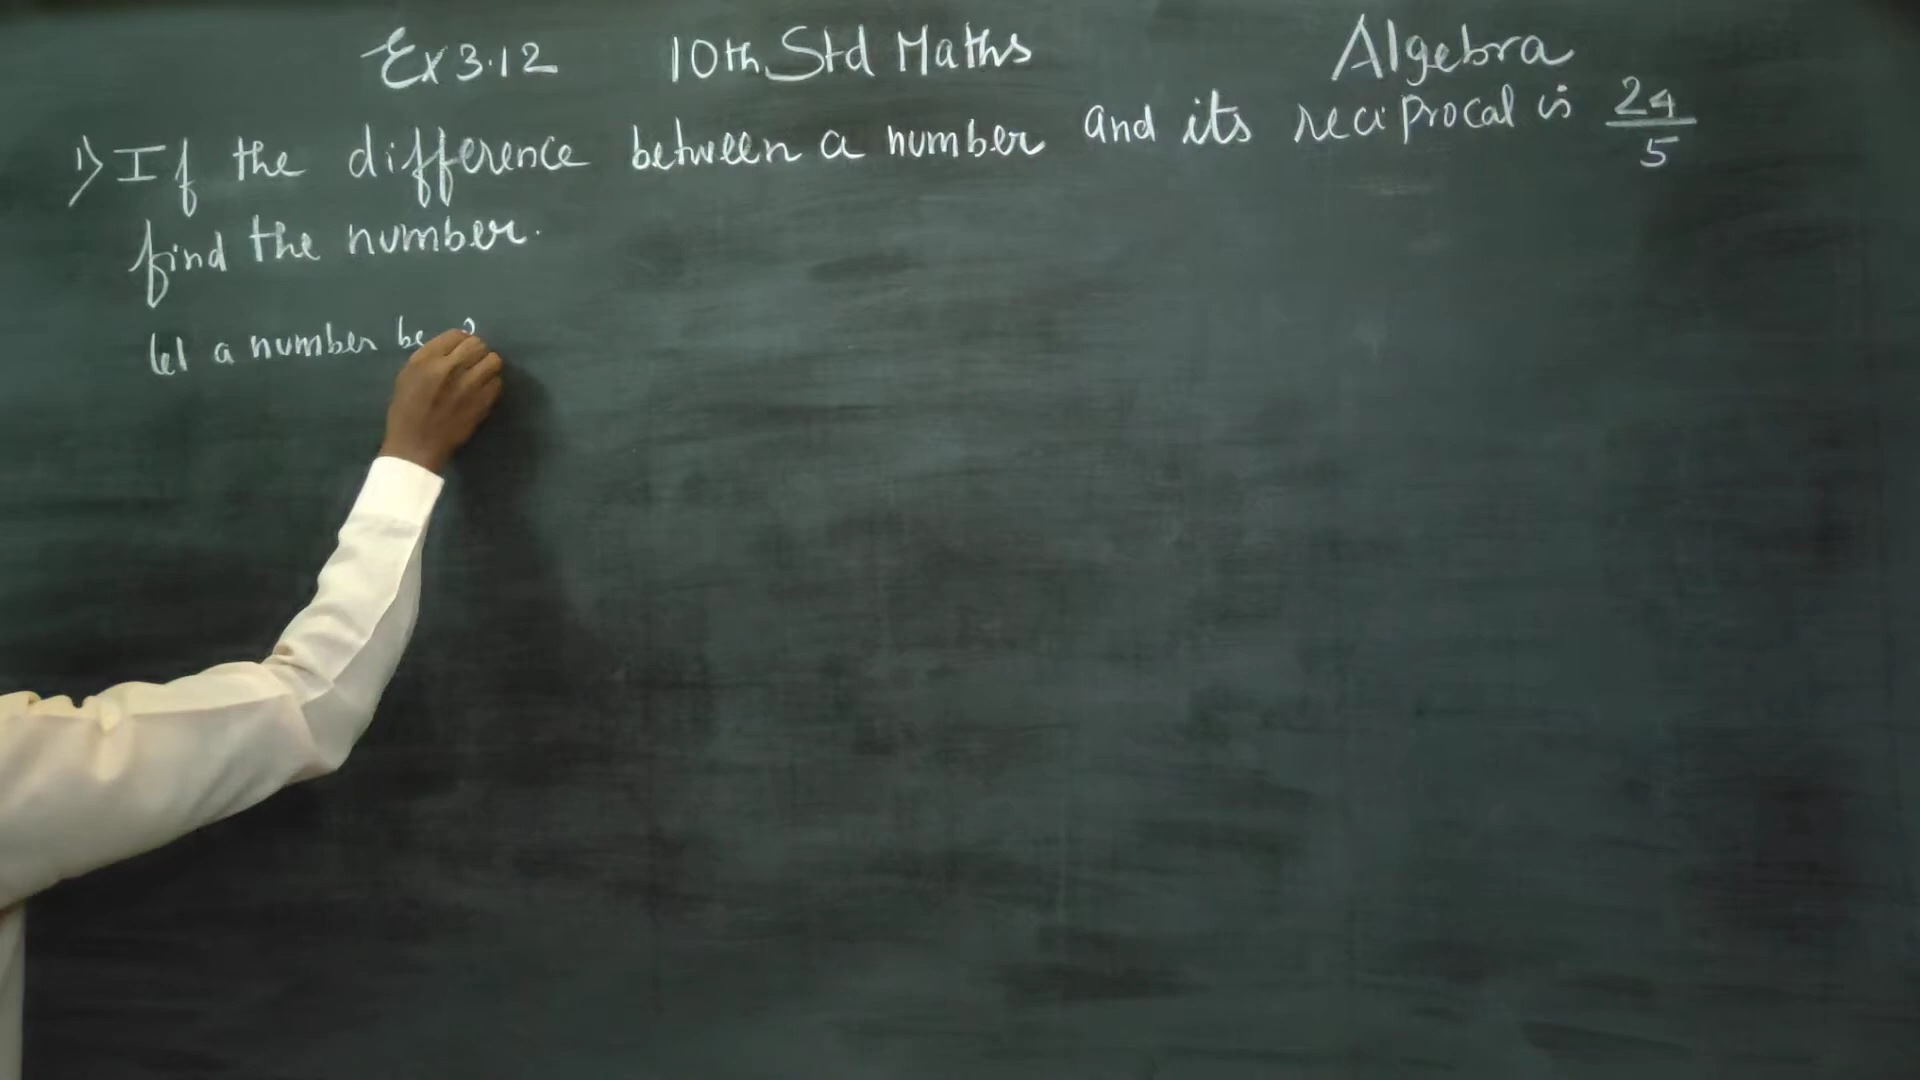 Ex 3.12 10th Std Maths Algebra
1) If the difference between a number and its reciprocal is 24/5
find the number.
let a number be